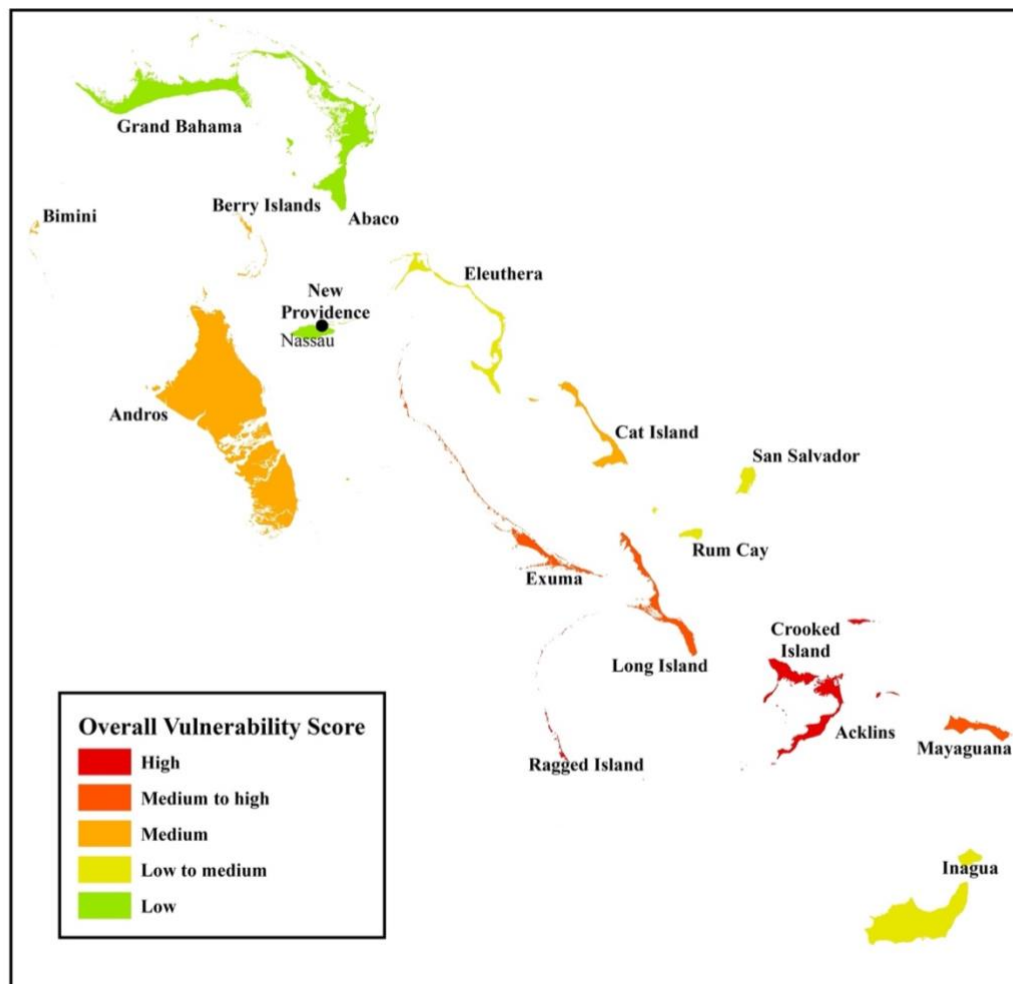 Grand Bahama
Bimini
Berry Islands
Abaco
Eleuthera
New
Providence
Nassau
Andros
Cat Island
San Salvador
Rum Cay
Exuma
Long Island
Crooked
Island
Acklins
Mayaguana
Ragged Island
Inagua
Overall Vulnerability Score
High
Medium to high
Medium
Low to medium
Low